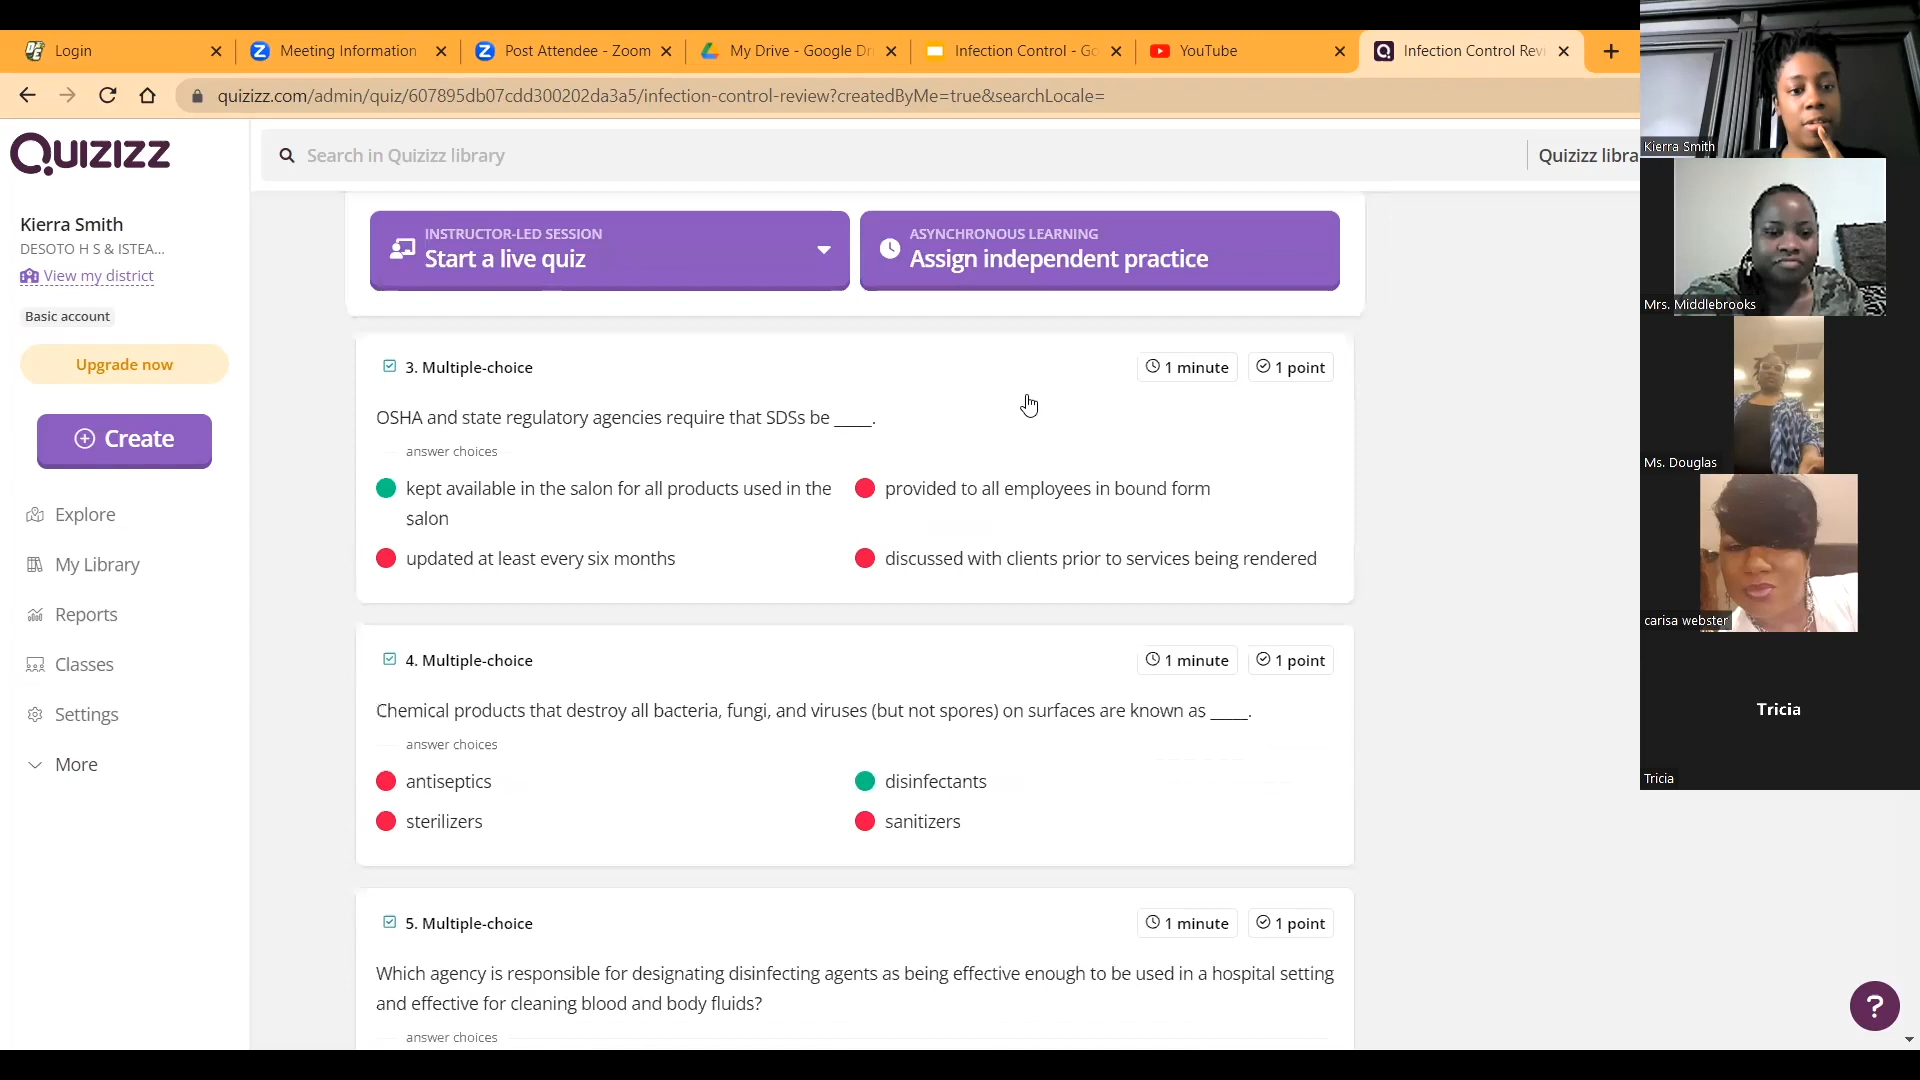 Login
Meeting Information
Post Attendee - Zoom
My Drive - Google Dri
Infection Control - Go
YouTube
Infection Control Revi
quizizz.com/admin/quiz/607895db07cdd300202da3a5/infection-control-review?createdByMe=true&searchLocale=
Quizizz
Search in Quizizz library
Quizizz libra
Kierra Smith
DESOTO H S & ISTEA...
View my district
Basic account
Upgrade now
Create
Explore
My Library
Reports
Classes
Settings
More
INSTRUCTOR-LED SESSION
Start a live quiz
ASYNCHRONOUS LEARNING
Assign independent practice
3. Multiple-choice
1 minute
1 point
OSHA and state regulatory agencies require that SDSs be _____.
answer choices
kept available in the salon for all products used in the
salon
provided to all employees in bound form
updated at least every six months
discussed with clients prior to services being rendered
4. Multiple-choice
1 minute
1 point
Chemical products that destroy all bacteria, fungi, and viruses (but not spores) on surfaces are known as _____.
answer choices
antiseptics
disinfectants
sterilizers
sanitizers
5. Multiple-choice
1 minute
1 point
Which agency is responsible for designating disinfecting agents as being effective enough to be used in a hospital setting
and effective for cleaning blood and body fluids?
answer choices
Kierra Smith
Mrs. Middlebrooks
Ms. Douglas
carisa webster
Tricia
Tricia
?